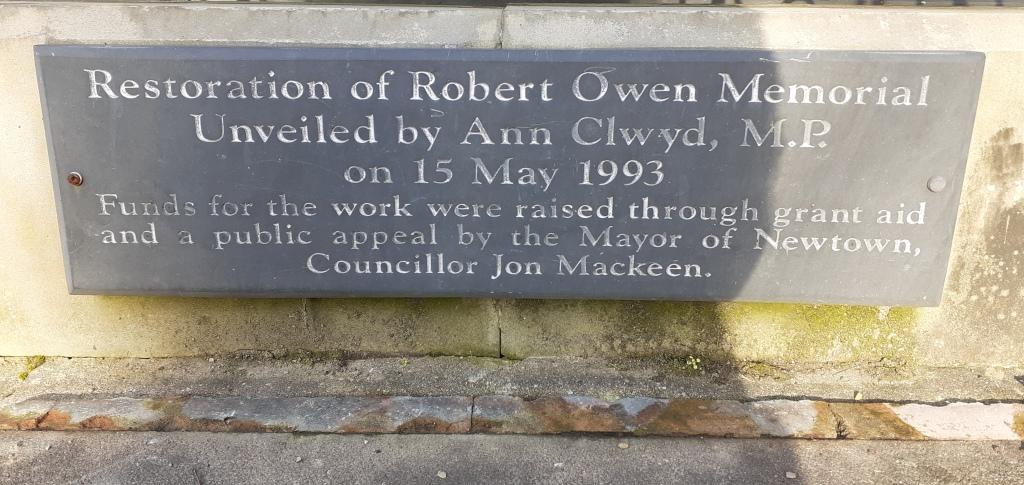 Restoration of Robert Owen Memorial
Unveiled by Ann Clwyd, M.P.
on 15 May 1993
Funds for the work were raised through grant aid
and a public appeal by the Mayor of Newtown,
Councillor Jon Mackeen.